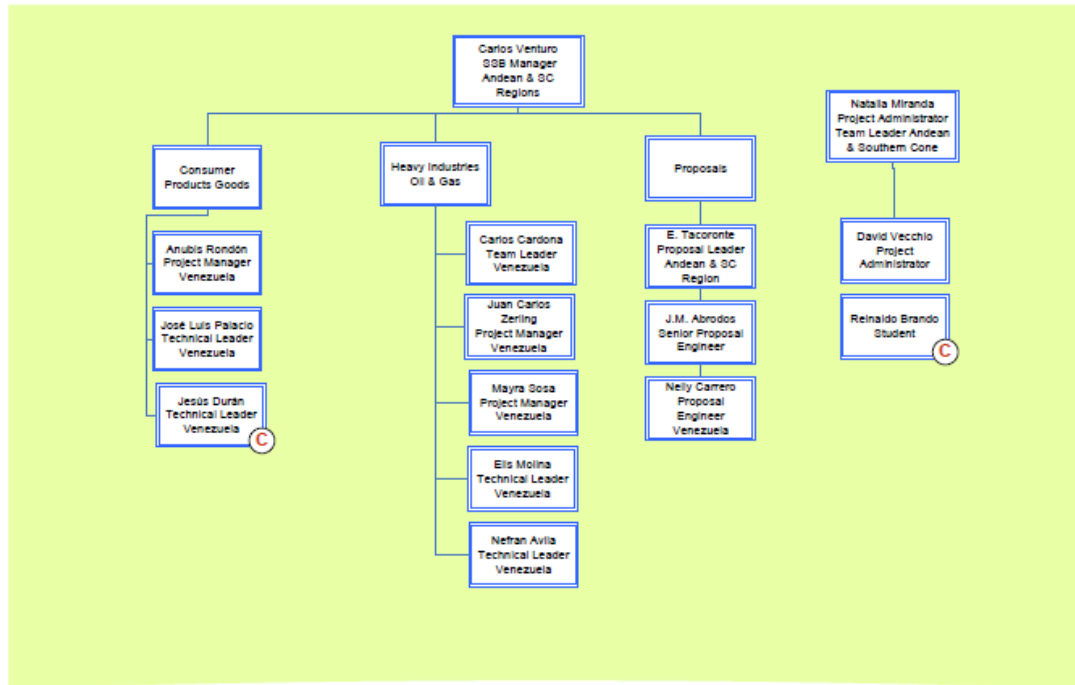 Carlos Venturo
SSB Manager
Andean & SC
Regions
Natalia Miranda
Project Administrator
Team Leader Andean
& Southern Cone
Consumer
Products Goods
Heavy Industries
Oil & Gas
Proposals
Anubis Rondón
Project Manager
Venezuela
José Luis Palacio
Technical Leader
Venezuela
Jesús Durán
Technical Leader
Venezuela
C
Carlos Cardona
Team Leader
Venezuela
Juan Carlos
Zerling
Project Manager
Venezuela
Mayra Sosa
Project Manager
Venezuela
Elis Molina
Technical Leader
Venezuela
Nefran Avila
Technical Leader
Venezuela
E. Tacoronte
Proposal Leader
Andean & SC
Region
J.M. Abrodos
Senior Proposal
Engineer
Nelly Carrero
Proposal
Engineer
Venezuela
David Vecchio
Project
Administrator
Reinaldo Brando
Student
C